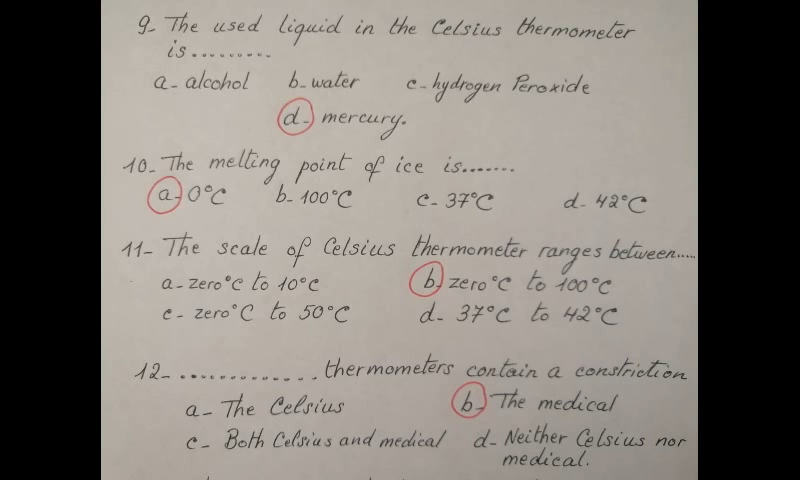 9- The used liquid in the Celsius thermometer
is..........
a- alcohol b- water c- hydrogen Peroxide
d- mercury.
10- The melting point of ice is.......
a- 0°C b- 100°C c- 37°C d- 42°C
11- The scale of Celsius thermometer ranges between.....
a- zero°C to 10°C b- zero°C to 100°C
c- zero°C to 50°C d- 37°C to 42°C
12- .............. thermometers contain a constriction
a- The Celsius b- The medical
c- Both Celsius and medical d- Neither Celsius nor
medical.